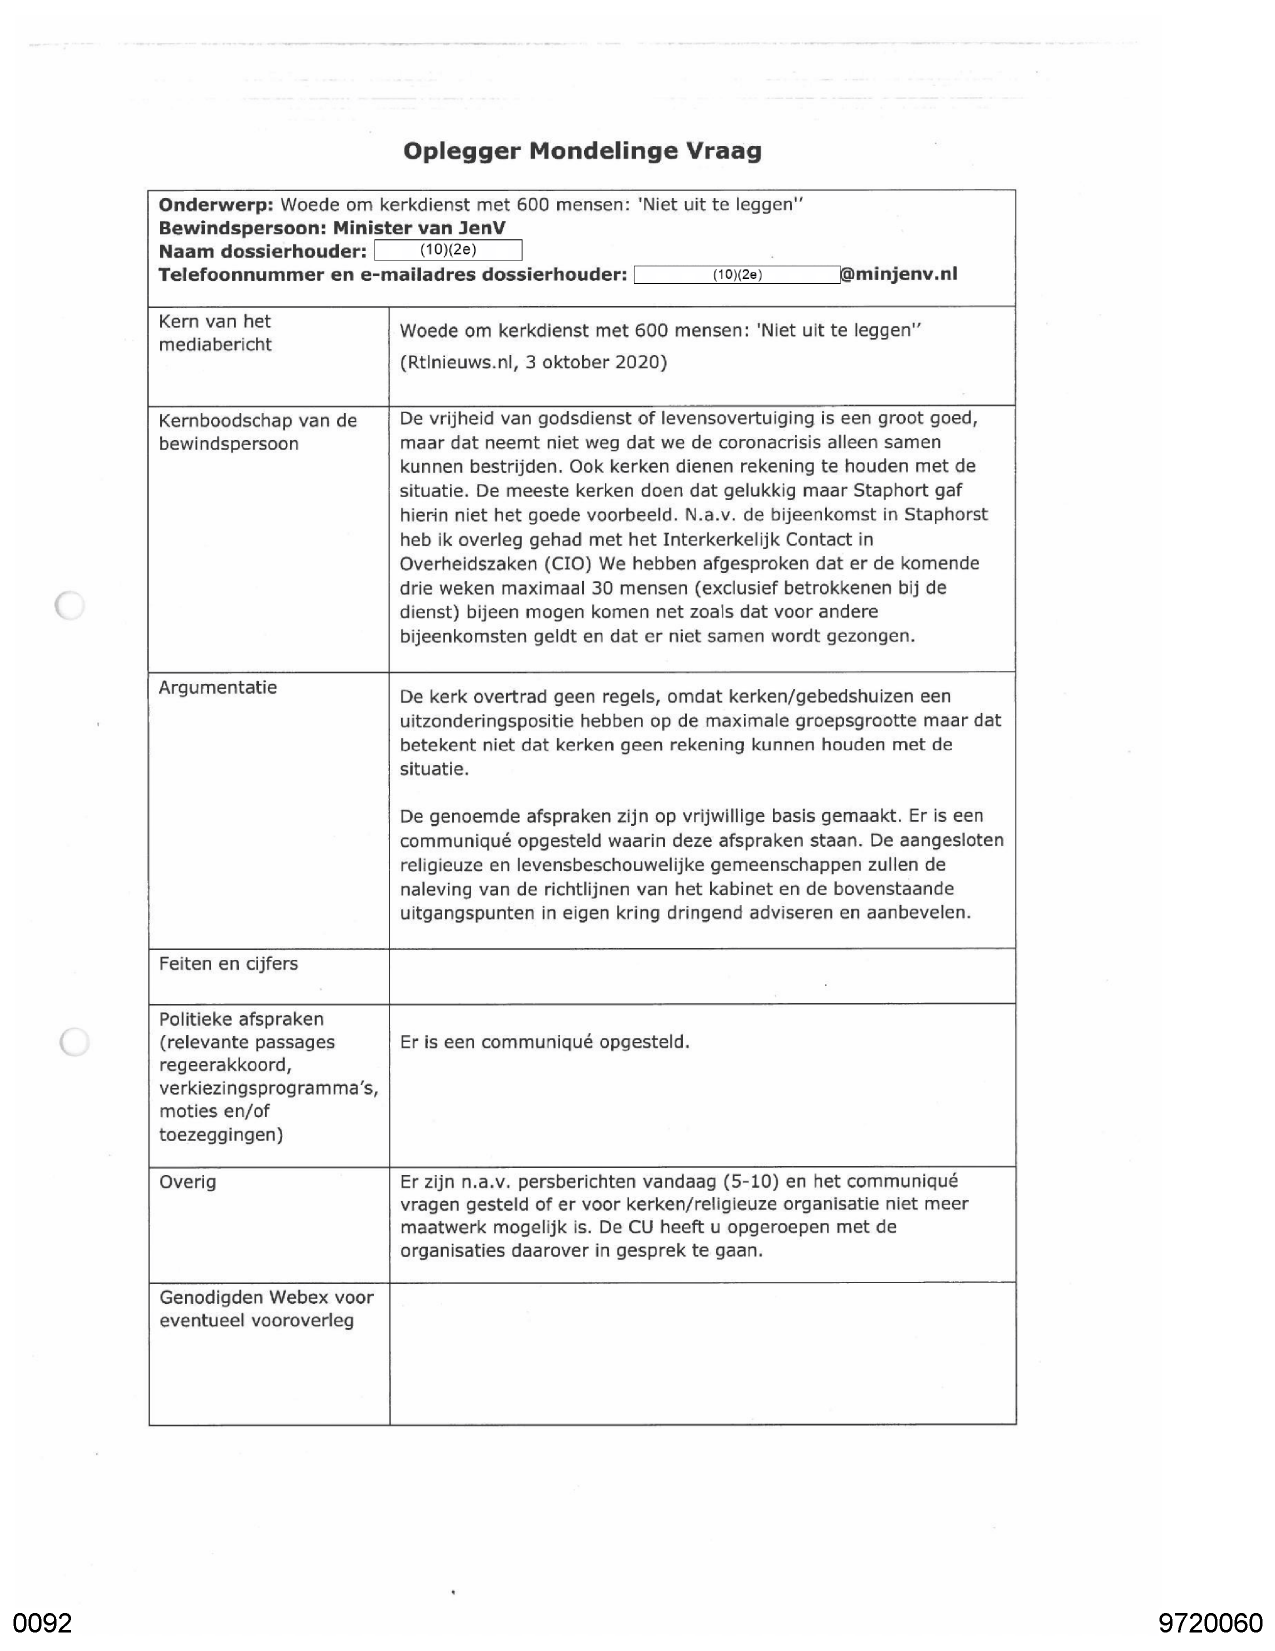 Oplegger Mondelinge Vraag
Onderwerp: Woede om kerkdienst met 600 mensen: 'Niet uit te leggen''
Bewindspersoon: Minister van JenV
Naam dossierhouder: (10)(2e)
Telefoonnummer en e-mailadres dossierhouder: (10)(2e) @minjenv.nl
Kern van het
mediabericht
Woede om kerkdienst met 600 mensen: 'Niet uit te leggen''
(Rtlnieuws.nl, 3 oktober 2020)
Kernboodschap van de
bewindspersoon
De vrijheid van godsdienst of levensovertuiging is een groot goed,
maar dat neemt niet weg dat we de coronacrisis alleen samen
kunnen bestrijden. Ook kerken dienen rekening te houden met de
situatie. De meeste kerken doen dat gelukkig maar Staphort gaf
hierin niet het goede voorbeeld. N.a.v. de bijeenkomst in Staphorst
heb ik overleg gehad met het Interkerkelijk Contact in
Overheidszaken (CIO) We hebben afgesproken dat er de komende
drie weken maximaal 30 mensen (exclusief betrokkenen bij de
dienst) bijeen mogen komen net zoals dat voor andere
bijeenkomsten geldt en dat er niet samen wordt gezongen.
Argumentatie
De kerk overtrad geen regels, omdat kerken/gebedshuizen een
uitzonderingspositie hebben op de maximale groepsgrootte maar dat
betekent niet dat kerken geen rekening kunnen houden met de
situatie.
De genoemde afspraken zijn op vrijwillige basis gemaakt. Er is een
communiqué opgesteld waarin deze afspraken staan. De aangesloten
religieuze en levensbeschouwelijke gemeenschappen zullen de
naleving van de richtlijnen van het kabinet en de bovenstaande
uitgangspunten in eigen kring dringend adviseren en aanbevelen.
Feiten en cijfers
Politieke afspraken
(relevante passages
regeerakkoord,
verkiezingsprogramma's,
moties en/of
toezeggingen)
Er is een communiqué opgesteld.
Overig
Er zijn n.a.v. persberichten vandaag (5-10) en het communiqué
vragen gesteld of er voor kerken/religieuze organisatie niet meer
maatwerk mogelijk is. De CU heeft u opgeroepen met de
organisaties daarover in gesprek te gaan.
Genodigden Webex voor
eventueel vooroverleg
0092
9720060